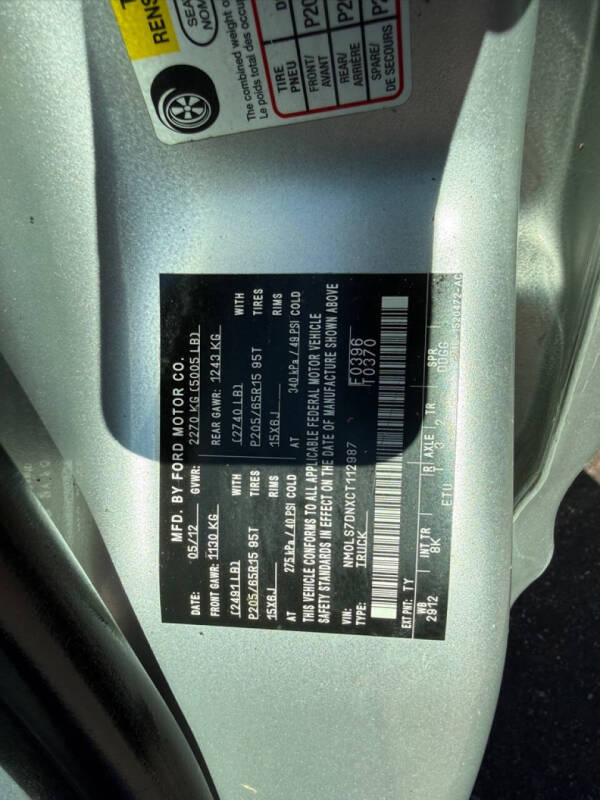 RENS
SEA
NOM
The combined weight o
Le poids total des occu
TIRE
PNEU
FRONT/
AVANT
REAR/
ARRIÈRE
SPARE/
DE SECOURS
MFD. BY FORD MOTOR CO.
DATE: 05/12 GVWR: 2270 KG (5005 LB)
FRONT GAWR: 1130 KG REAR GAWR: 1243 KG
(2491 LB) WITH (2740 LB) WITH
P205/65R15 95T TIRES P205/65R15 95T TIRES
15X6J RIMS 15X6J RIMS
AT 275 kPa / 40 PSI COLD AT 340 kPa / 49 PSI COLD
THIS VEHICLE CONFORMS TO ALL APPLICABLE FEDERAL MOTOR VEHICLE
SAFETY STANDARDS IN EFFECT ON THE DATE OF MANUFACTURE SHOWN ABOVE
VIN: NM0LS7DNXCT112987 F0396
TYPE: TRUCK T0370
EXT PNT: TY
WB INT TR R AXLE TR SPR
2912 8K T 3 2 DDGG
ETU